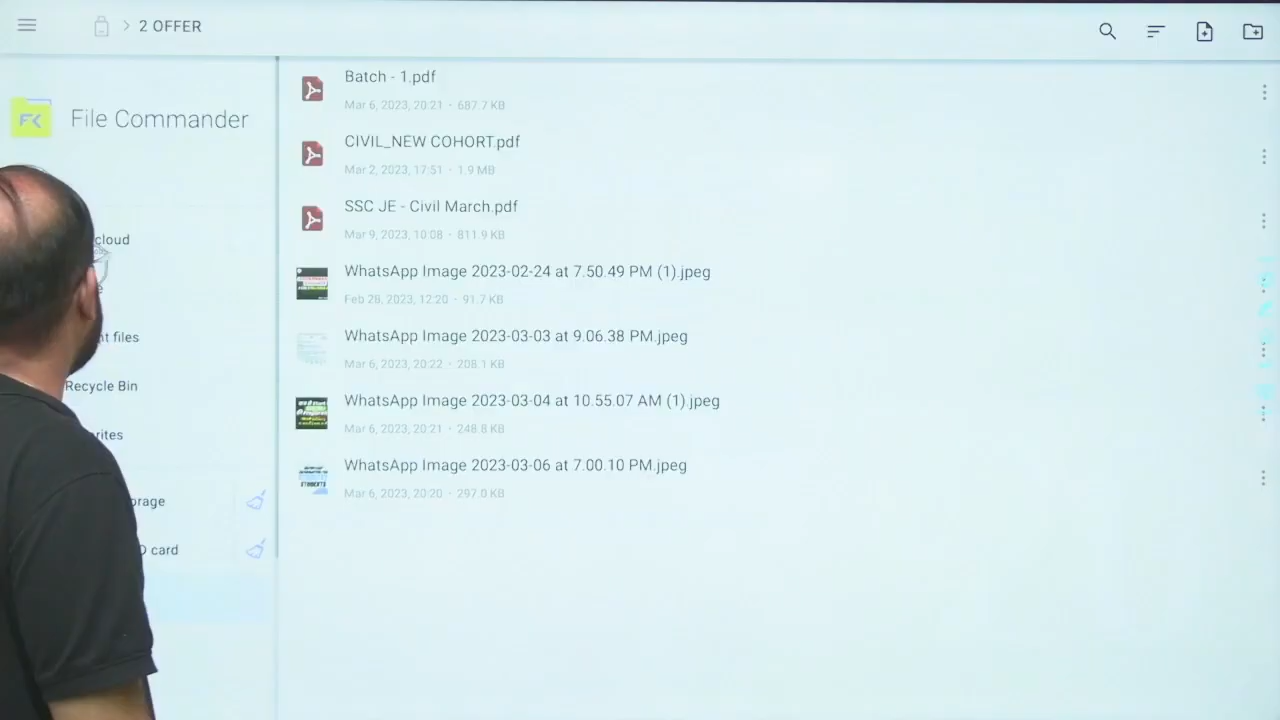 2 OFFER
File Commander
cloud
Recycle Bin
card
Batch - 1.pdf
Mar 6, 2023, 20:21 · 687.7 KB
CIVIL_NEW COHORT.pdf
Mar 2, 2023, 17:51 · 1.9 MB
SSC JE - Civil March.pdf
Mar 9, 2023, 10:08 · 811.9 KB
WhatsApp Image 2023-02-24 at 7.50.49 PM (1).jpeg
Feb 28, 2023, 12:20 · 91.7 KB
WhatsApp Image 2023-03-03 at 9.06.38 PM.jpeg
Mar 6, 2023, 20:22 · 208.1 KB
WhatsApp Image 2023-03-04 at 10.55.07 AM (1).jpeg
Mar 6, 2023, 20:21 · 248.8 KB
WhatsApp Image 2023-03-06 at 7.00.10 PM.jpeg
Mar 6, 2023, 20:20 · 297.0 KB